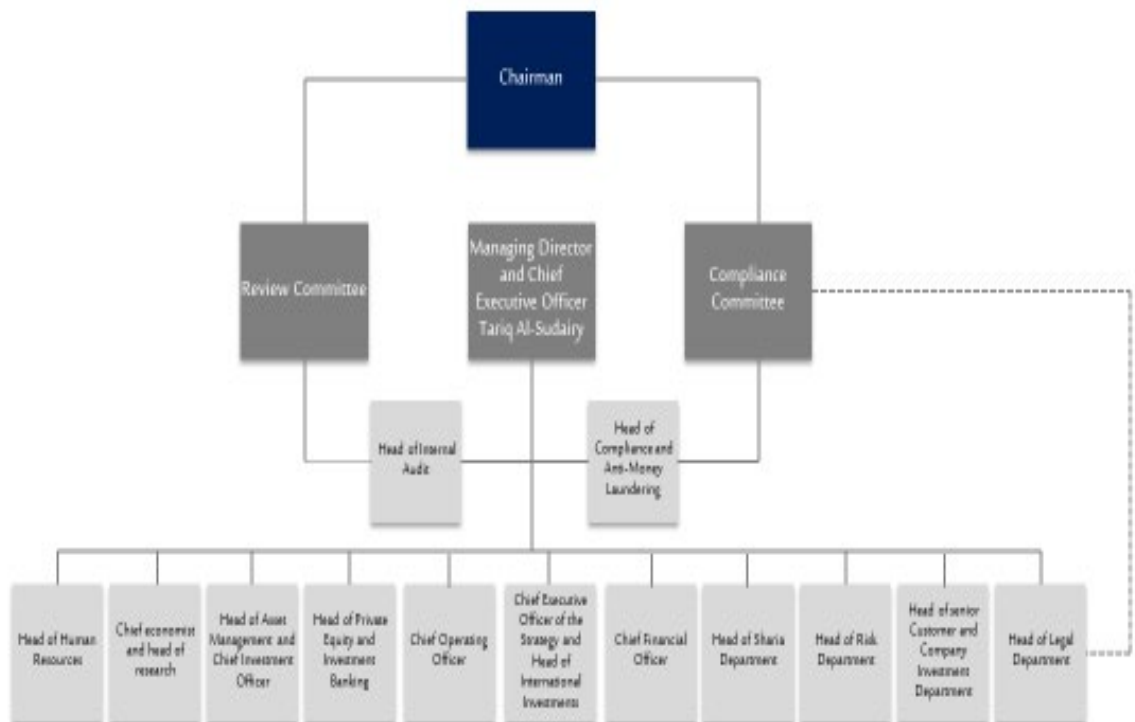 Chairman
Review Committee
Managing Director
and Chief
Executive Officer
Tariq Al-Sudairy
Compliance
Committee
Head of Internal
Audit
Head of
Compliance and
Anti-Money
Laundering
Head of Human
Resources
Chief economist
and head of
research
Head of Asset
Management and
Chief Investment
Officer
Head of Private
Equity and
Investment
Banking
Chief Operating
Officer
Chief Executive
Officer of the
Strategy and
Head of
International
Investments
Chief Financial
Officer
Head of Sharia
Department
Head of Risk
Department
Head of senior
Customer and
Company
Investment
Department
Head of Legal
Department